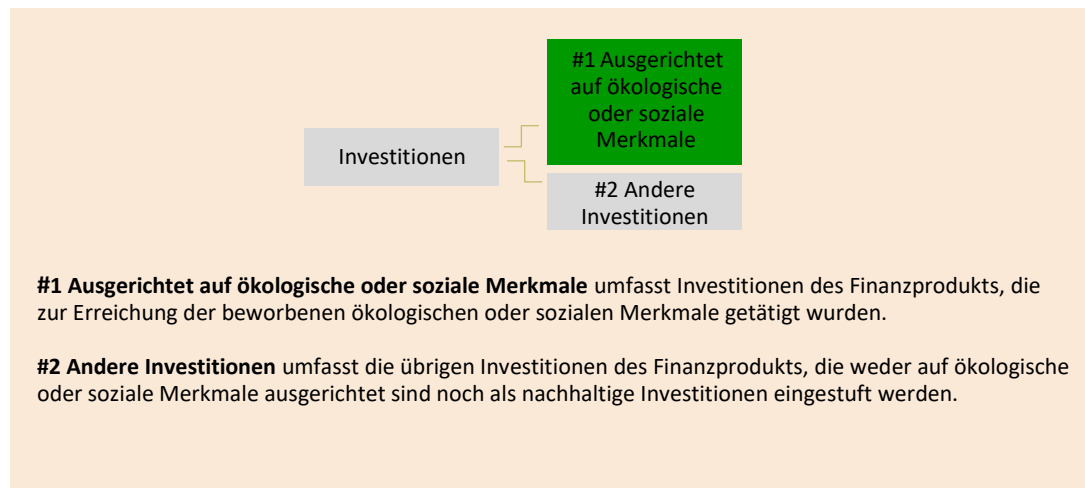 #1 Ausgerichtet
auf ökologische
oder soziale
Merkmale
Investitionen
#2 Andere
Investitionen
#1 Ausgerichtet auf ökologische oder soziale Merkmale umfasst Investitionen des Finanzprodukts, die
zur Erreichung der beworbenen ökologischen oder sozialen Merkmale getätigt wurden.
#2 Andere Investitionen umfasst die übrigen Investitionen des Finanzprodukts, die weder auf ökologische
oder soziale Merkmale ausgerichtet sind noch als nachhaltige Investitionen eingestuft werden.